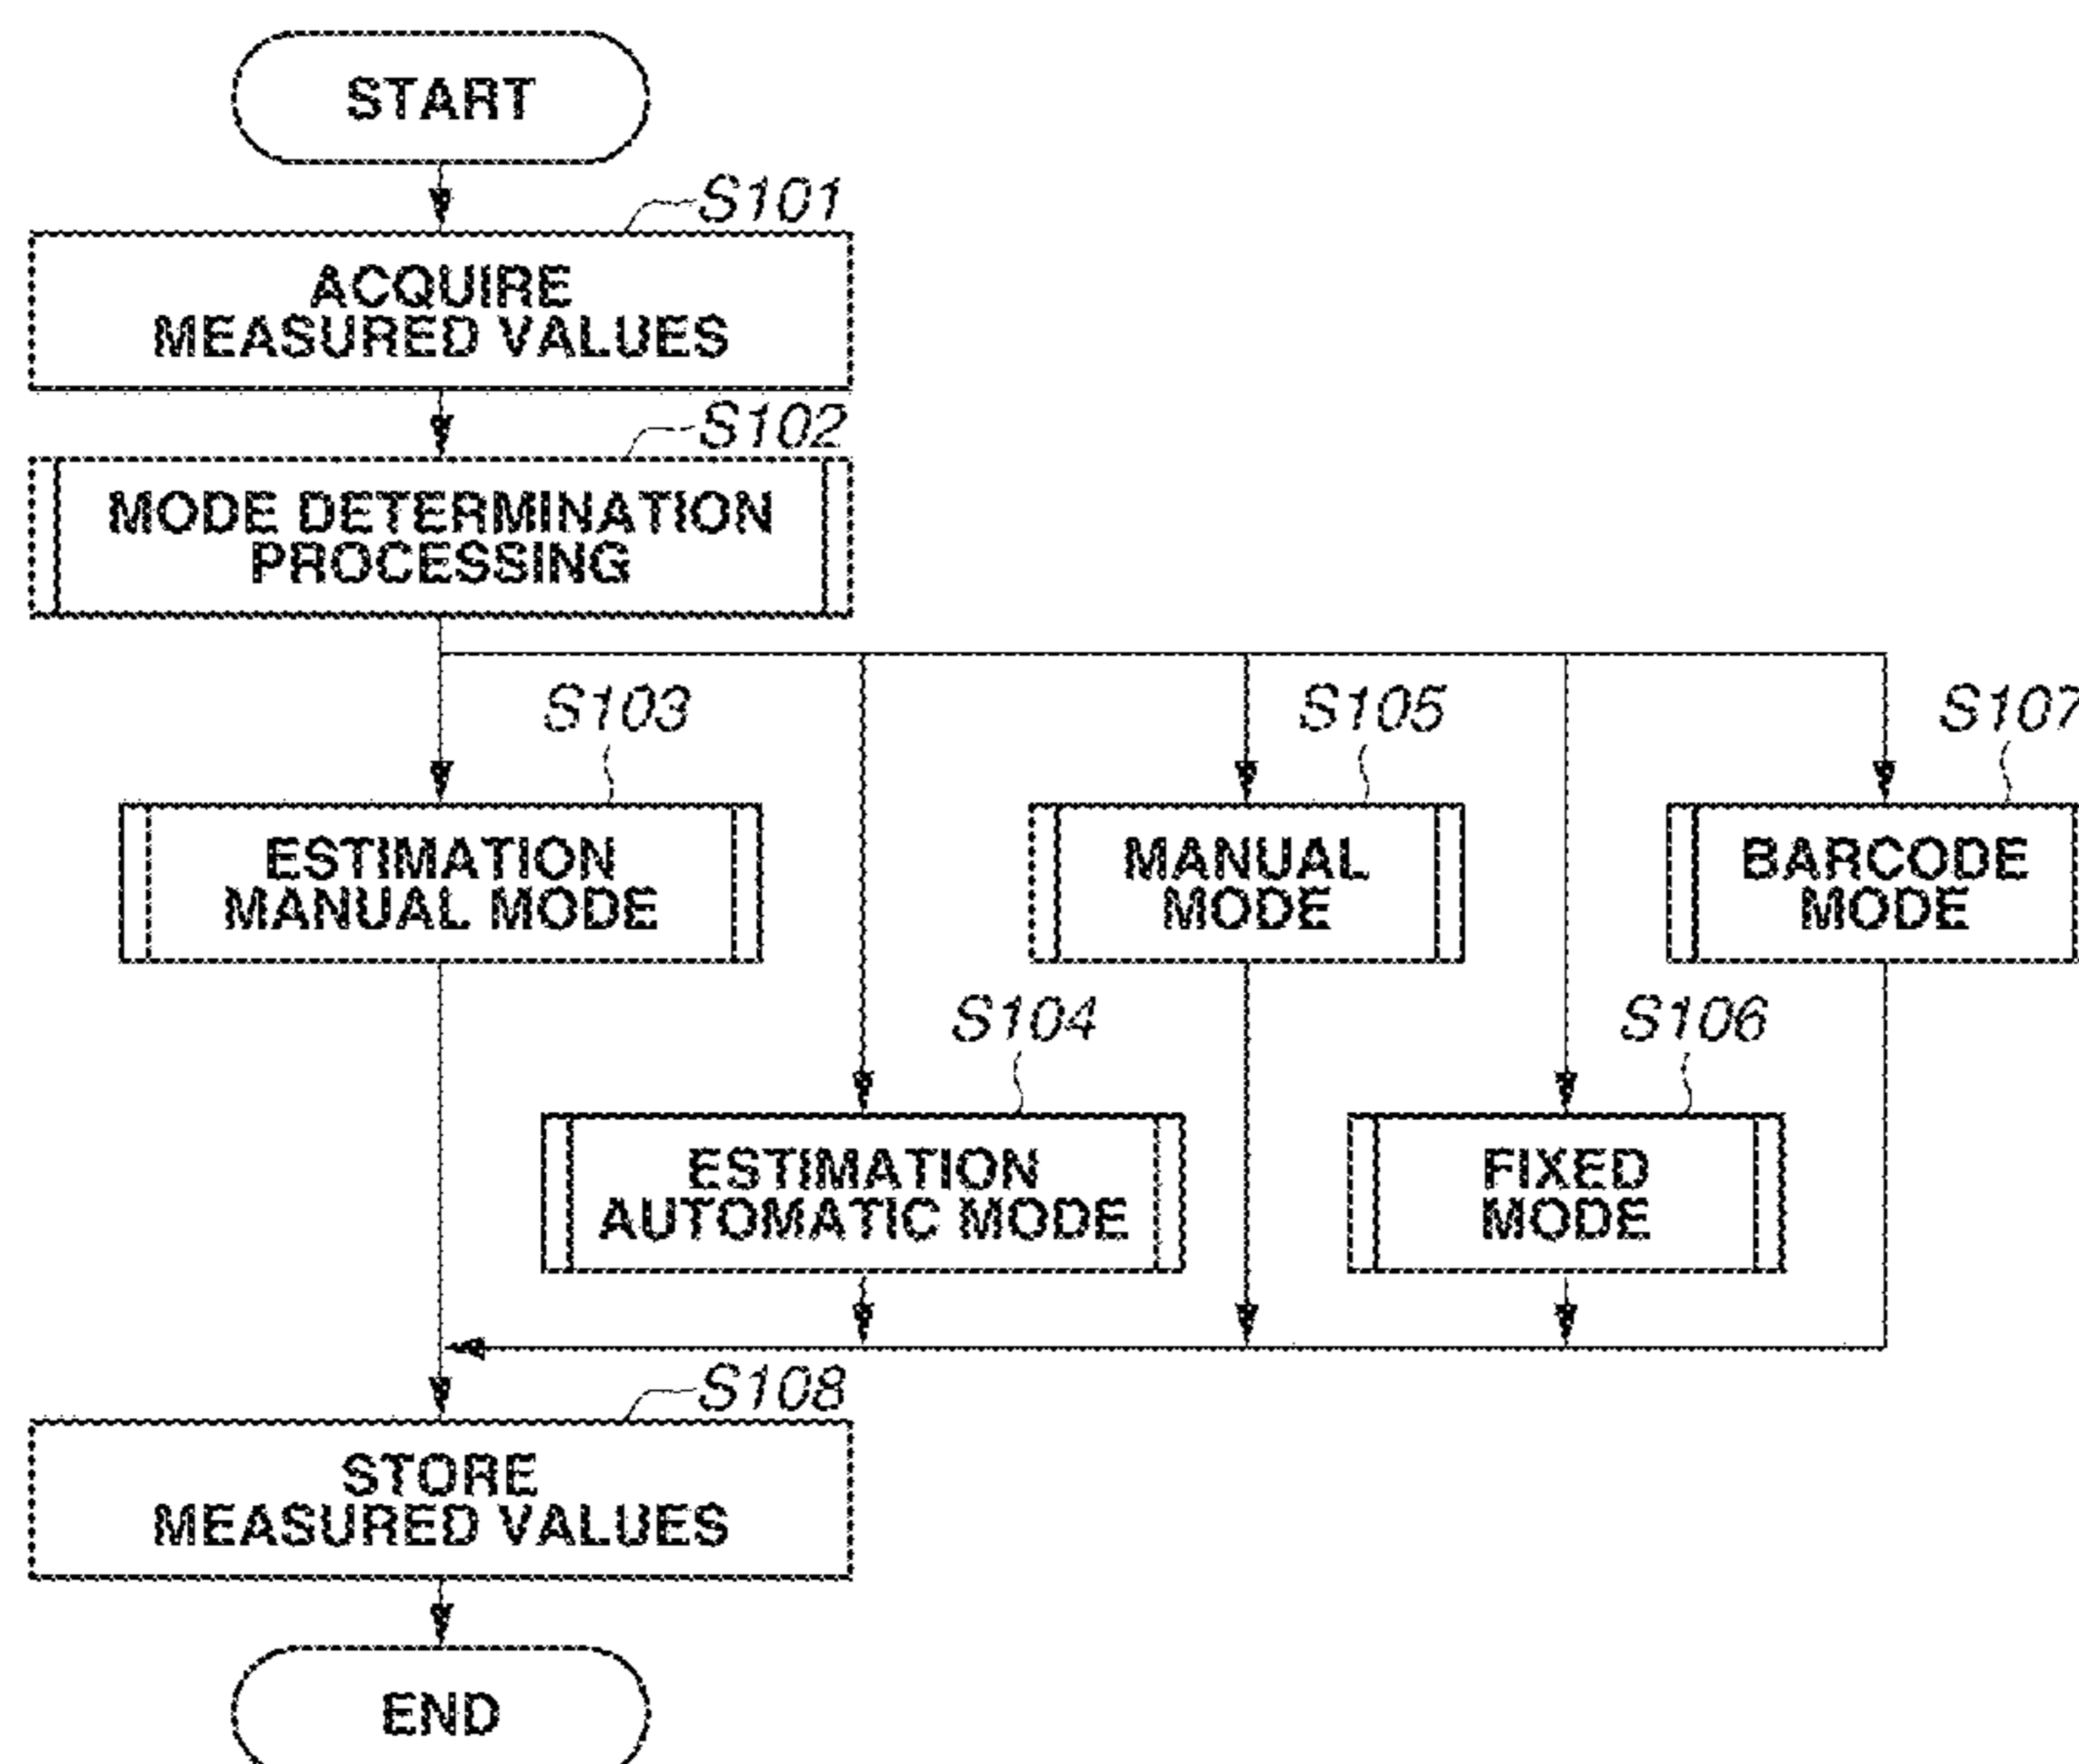 START
S101
ACQUIRE
MEASURED VALUES
S102
MODE DETERMINATION
PROCESSING
S103
S105
S107
ESTIMATION
MANUAL MODE
MANUAL
MODE
BARCODE
MODE
S104
S106
ESTIMATION
AUTOMATIC MODE
FIXED
MODE
S108
STORE
MEASURED VALUES
END